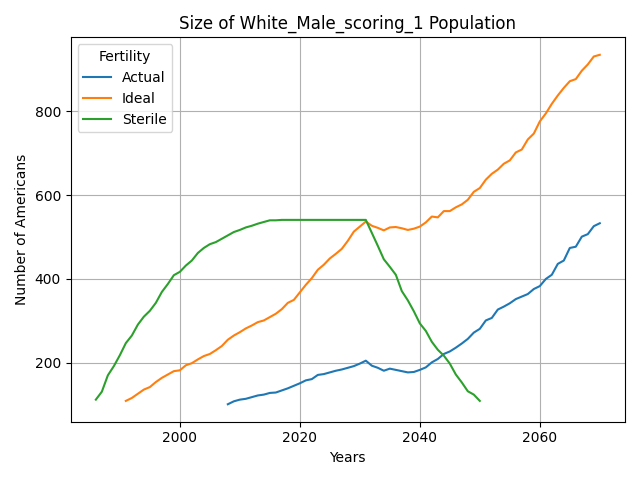 Size of White_Male_scoring_1 Population
Fertility
Actual
Ideal
Sterile
Number of Americans
800
600
400
200
2000
2020
2040
2060
Years